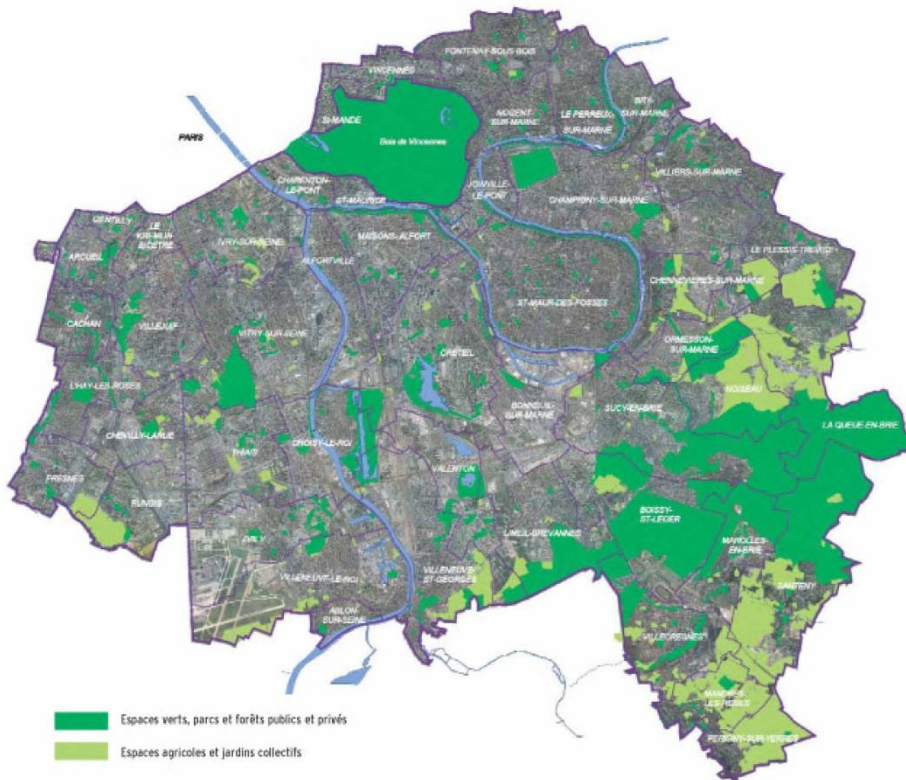 FONTENAY-SOUS-BOIS
VINCENNES
ST-MANDE
Bois de Vincennes
NOGENT-
SUR-MARNE
LE PERREUX-
SUR-MARNE
BRY-
SUR-MARNE
PARIS
VILLIERS-SUR-MARNE
CHARENTON-
LE-PONT
ST-MAURICE
JOINVILLE-
LE-PONT
CHAMPIGNY-SUR-MARNE
GENTILLY
LE
KREMLIN-
BICETRE
IVRY-SUR-SEINE
MAISONS-ALFORT
LE PLESSIS-TREVISE
ARCUEIL
ALFORTVILLE
CHENNEVIERES-SUR-MARNE
ST-MAUR-DES-FOSSES
CACHAN
VILLEJUIF
VITRY-SUR-SEINE
CRETEIL
ORMESSON-
SUR-MARNE
L'HAY-LES-ROSES
BONNEUIL-
SUR-MARNE
SUCY-EN-BRIE
NOISEAU
LA QUEUE-EN-BRIE
CHEVILLY-LARUE
THIAIS
CHOISY-LE-ROI
FRESNES
RUNGIS
VALENTON
BOISSY-
ST-LEGER
LIMEIL-BREVANNES
MAROLLES-
EN-BRIE
ORLY
VILLENEUVE-LE-ROI
VILLENEUVE-
ST-GEORGES
SANTENY
ABLON-
SUR-SEINE
VILLECRESNES
MANDRES-
LES-ROSES
PERIGNY-SUR-YERRES
Espaces verts, parcs et forêts publics et privés
Espaces agricoles et jardins collectifs